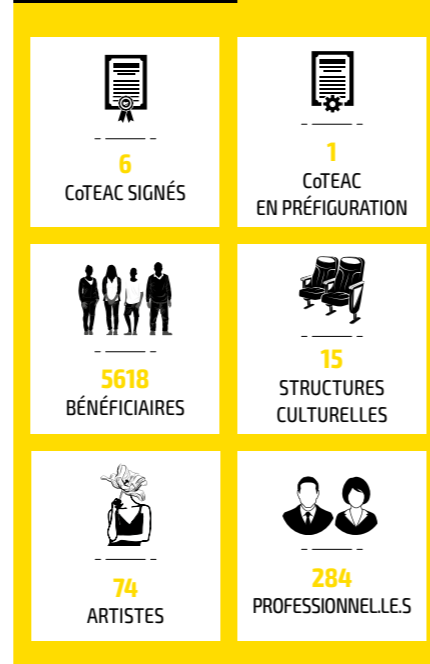 6
CoTEAC SIGNÉS
1
CoTEAC
EN PRÉFIGURATION
5618
BÉNÉFICIAIRES
15
STRUCTURES
CULTURELLES
74
ARTISTES
284
PROFESSIONNEL.LE.S